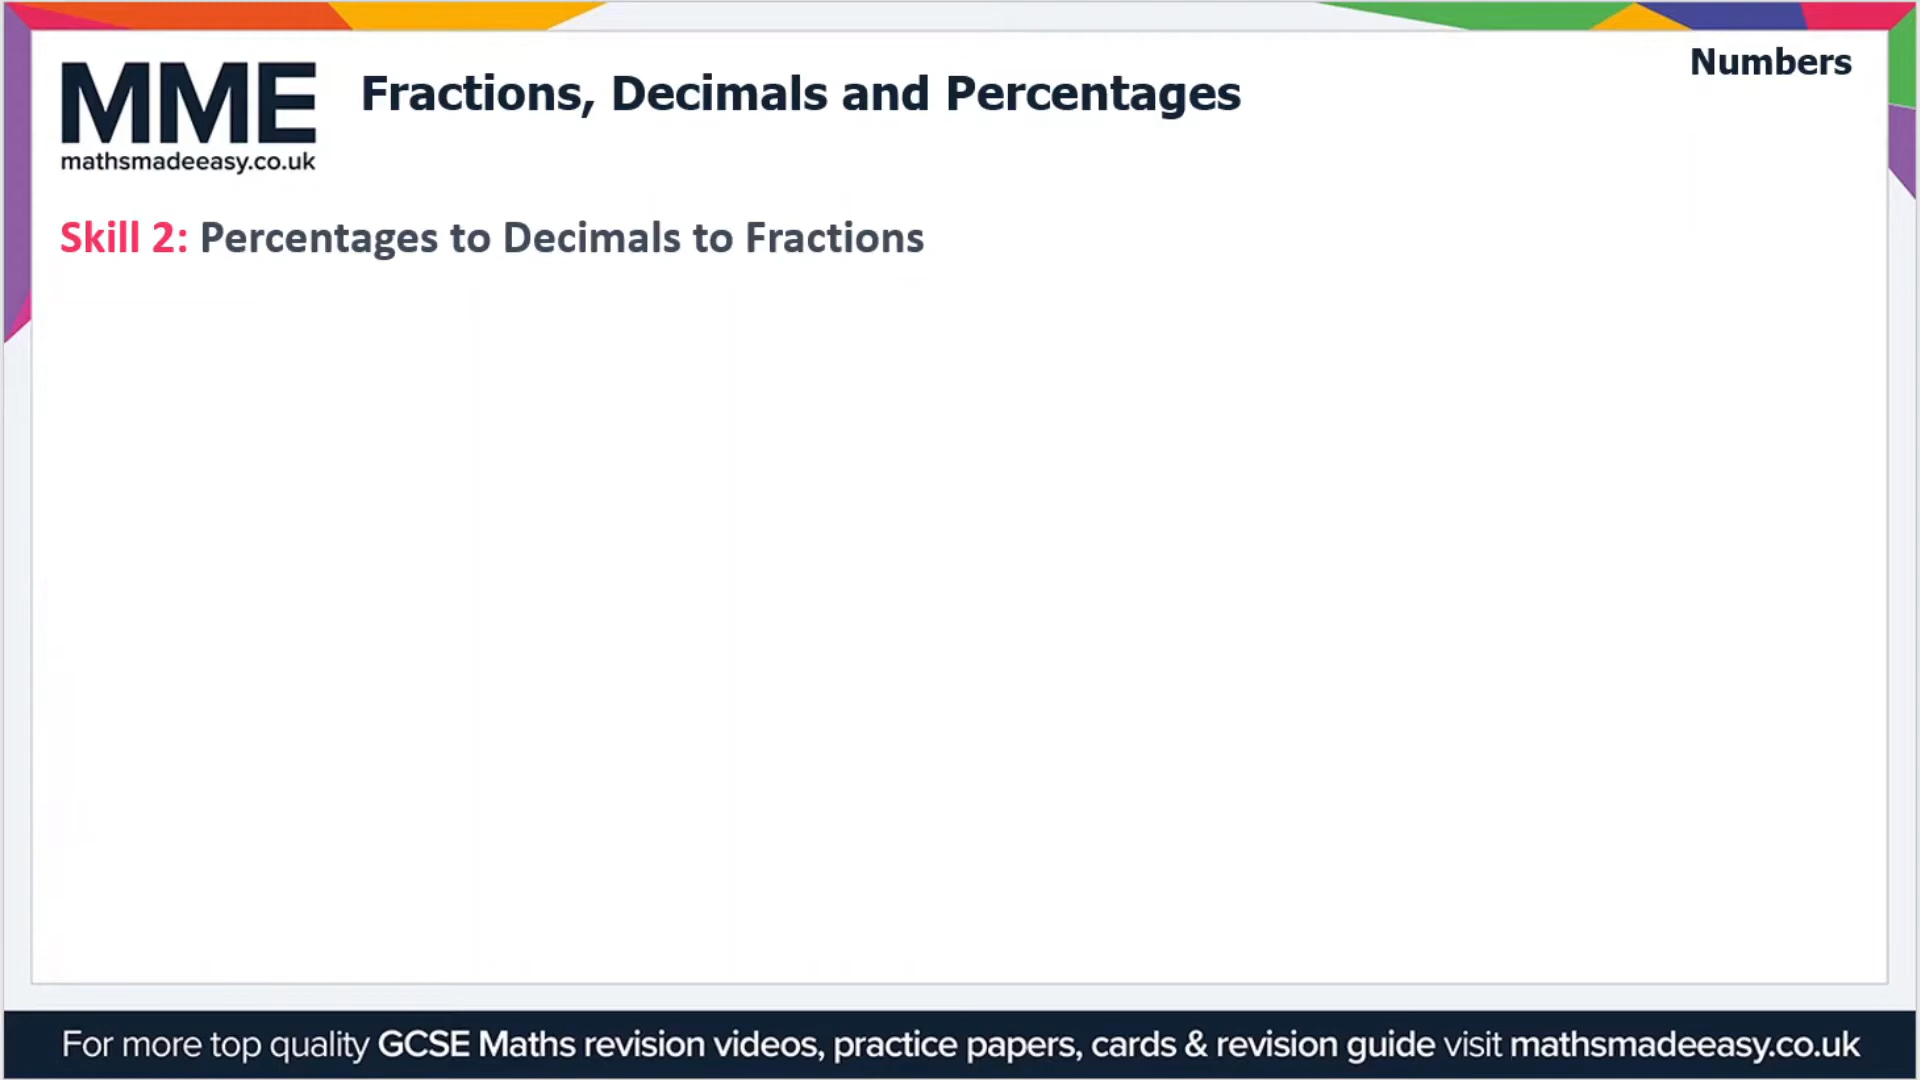 Numbers
MME
mathsmadeeasy.co.uk
Fractions, Decimals and Percentages
Skill 2: Percentages to Decimals to Fractions
For more top quality GCSE Maths revision videos, practice papers, cards & revision guide visit mathsmadeeasy.co.uk